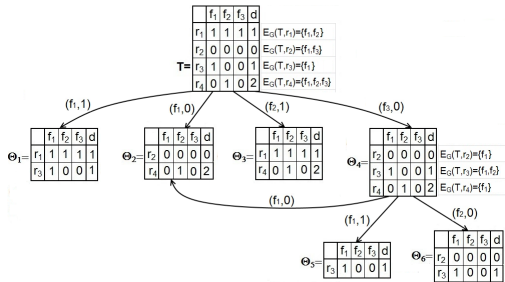 f₁ f₂ f₃ d
r₁ 1 1 1 1 E_G(T,r₁)={f₁,f₂}
r₂ 0 0 0 0 E_G(T,r₂)={f₁,f₃}
T= r₃ 1 0 0 1 E_G(T,r₃)={f₁}
r₄ 0 1 0 2 E_G(T,r₄)={f₁,f₂,f₃}
(f₁,1) (f₁,0) (f₂,1) (f₃,0)
f₁ f₂ f₃ d
Θ₁= r₁ 1 1 1 1
r₃ 1 0 0 1
f₁ f₂ f₃ d
Θ₂= r₂ 0 0 0 0
r₄ 0 1 0 2
f₁ f₂ f₃ d
Θ₃= r₁ 1 1 1 1
r₄ 0 1 0 2
f₁ f₂ f₃ d
r₂ 0 0 0 0 E_G(T,r₂)={f₁}
Θ₄= r₃ 1 0 0 1 E_G(T,r₃)={f₁,f₂}
r₄ 0 1 0 2 E_G(T,r₄)={f₁}
(f₁,0)
(f₁,1) (f₂,0)
f₁ f₂ f₃ d
Θ₅= r₃ 1 0 0 1
f₁ f₂ f₃ d
Θ₆= r₂ 0 0 0 0
r₃ 1 0 0 1